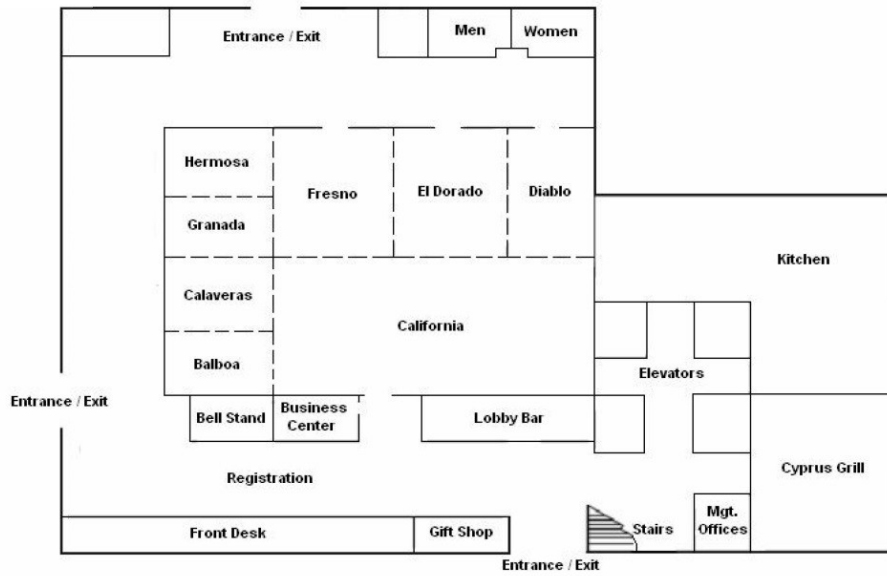 Entrance / Exit
Men
Women
Hermosa
Fresno
El Dorado
Diablo
Granada
Kitchen
Calaveras
California
Balboa
Elevators
Entrance / Exit
Bell Stand
Business
Center
Lobby Bar
Cyprus Grill
Registration
Front Desk
Gift Shop
Stairs
Mgt.
Offices
Entrance / Exit